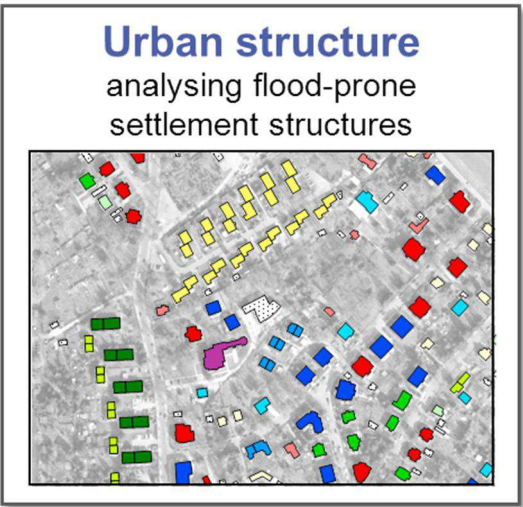 Urban structure
analysing flood-prone
settlement structures